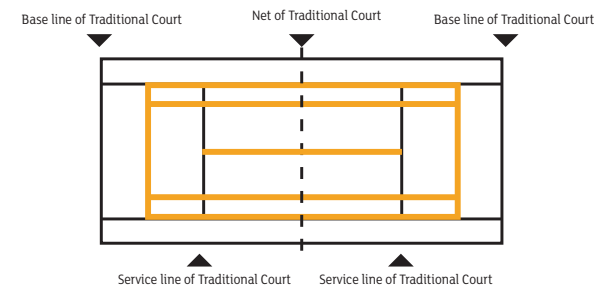 Base line of Traditional Court
Net of Traditional Court
Base line of Traditional Court
Service line of Traditional Court
Service line of Traditional Court